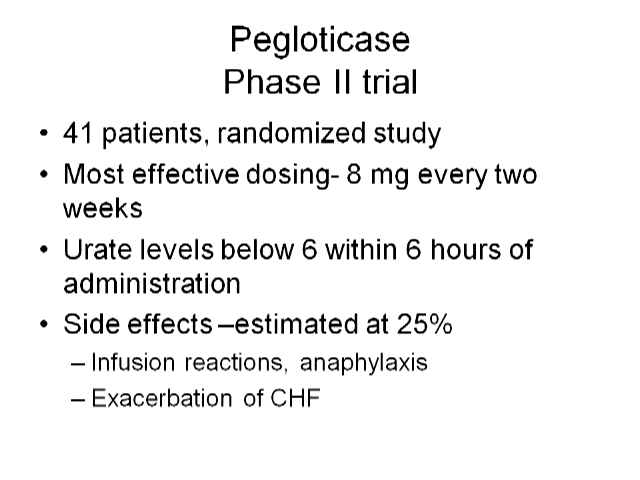 Pegloticase
Phase II trial
• 41 patients, randomized study
• Most effective dosing- 8 mg every two
weeks
• Urate levels below 6 within 6 hours of
administration
• Side effects –estimated at 25%
– Infusion reactions, anaphylaxis
– Exacerbation of CHF